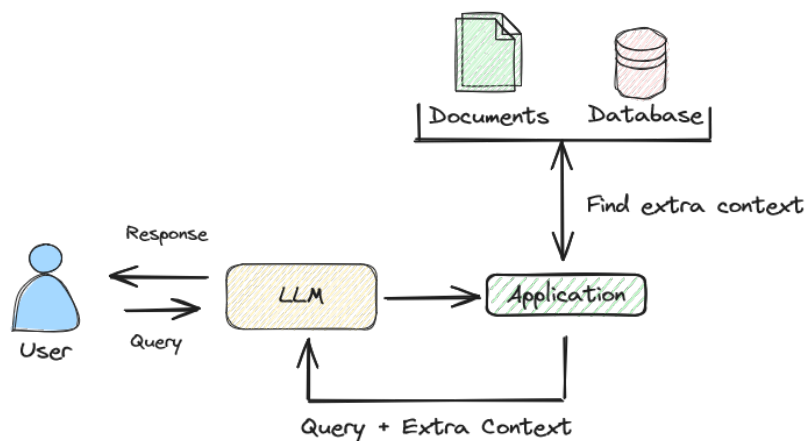 Documents
Database
Find extra context
Response
LLM
Application
User
Query
Query + Extra Context